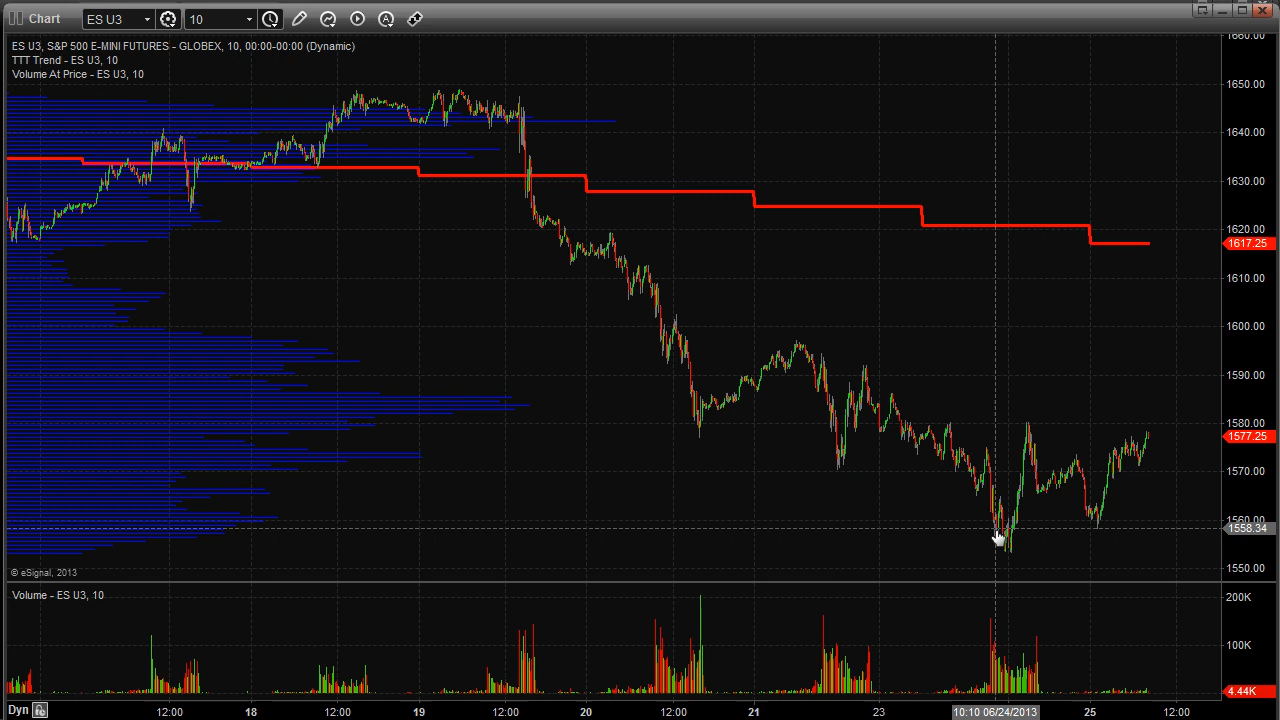 Chart ES U3 10
ES U3, S&P 500 E-MINI FUTURES - GLOBEX, 10, 00:00-00:00 (Dynamic)
TTT Trend - ES U3, 10
Volume At Price - ES U3, 10
1660.00
1650.00
1640.00
1630.00
1620.00
1617.25
1610.00
1600.00
1590.00
1580.00
1577.25
1570.00
1560.00
1558.34
1550.00
© eSignal, 2013
Volume - ES U3, 10
200K
100K
4.44K
Dyn 12:00 18 12:00 19 12:00 20 12:00 21 23 10:10 06/24/2013 25 12:00